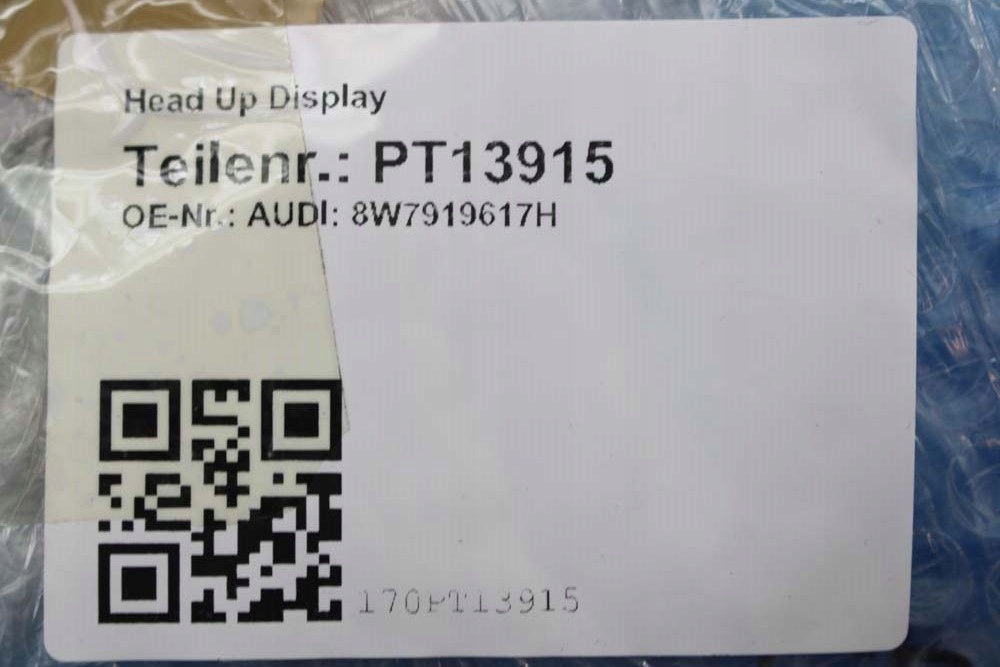 Head Up Display
Teilenr.: PT13915
OE-Nr.: AUDI: 8W7919617H
170PT13915